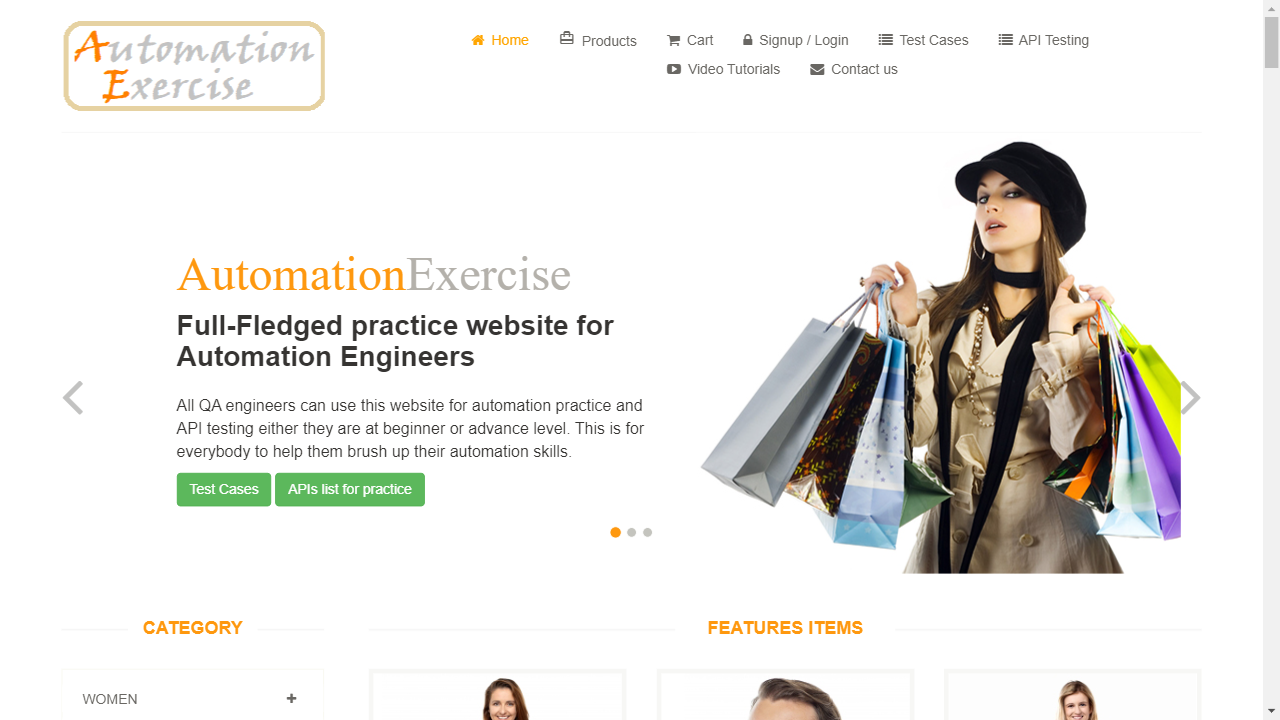 Automation
Exercise
Home
Products
Cart
Signup / Login
Test Cases
API Testing
Video Tutorials
Contact us
AutomationExercise
Full-Fledged practice website for
Automation Engineers
All QA engineers can use this website for automation practice and
API testing either they are at beginner or advance level. This is for
everybody to help them brush up their automation skills.
Test Cases
APIs list for practice
CATEGORY
FEATURES ITEMS
WOMEN